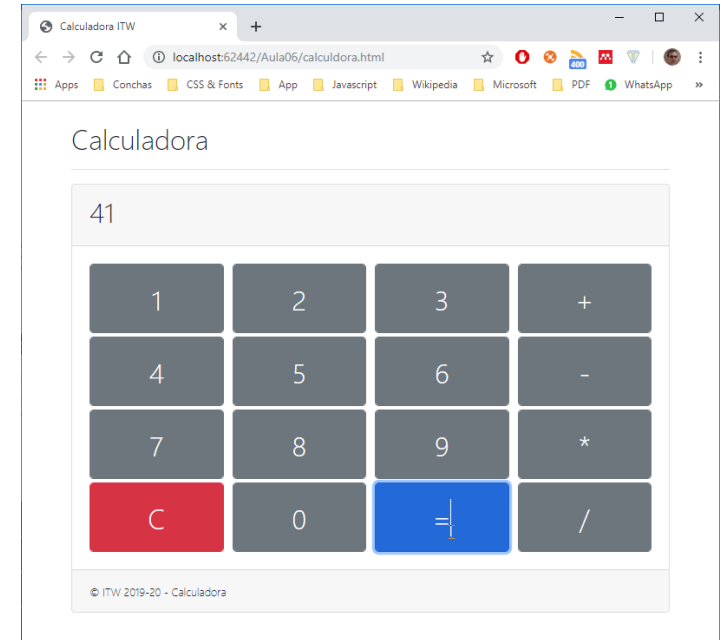 Calculadora ITW
localhost:62442/Aula06/calculdora.html
400
Apps Conchas CSS & Fonts App Javascript Wikipedia Microsoft PDF WhatsApp »
Calculadora
41
1 2 3 +
4 5 6 -
7 8 9 *
C 0 = /
© ITW 2019-20 - Calculadora